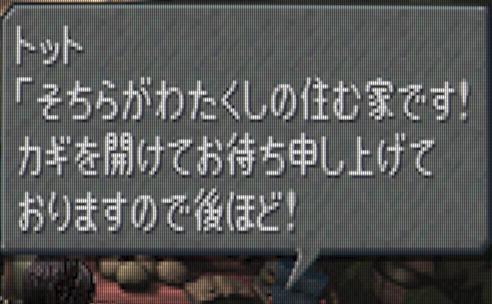 トット
「そちらがわたくしの住む家です!
カギを開けてお待ち申し上げて
おりますので後ほど!